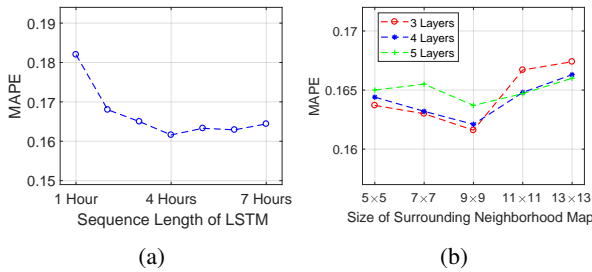 0.19
0.18
0.17
0.16
0.15
MAPE
1 Hour
4 Hours
7 Hours
Sequence Length of LSTM
(a)
3 Layers
4 Layers
5 Layers
0.17
0.165
0.16
MAPE
5×5
7×7
9×9
11×11
13×13
Size of Surrounding Neighborhood Map
(b)